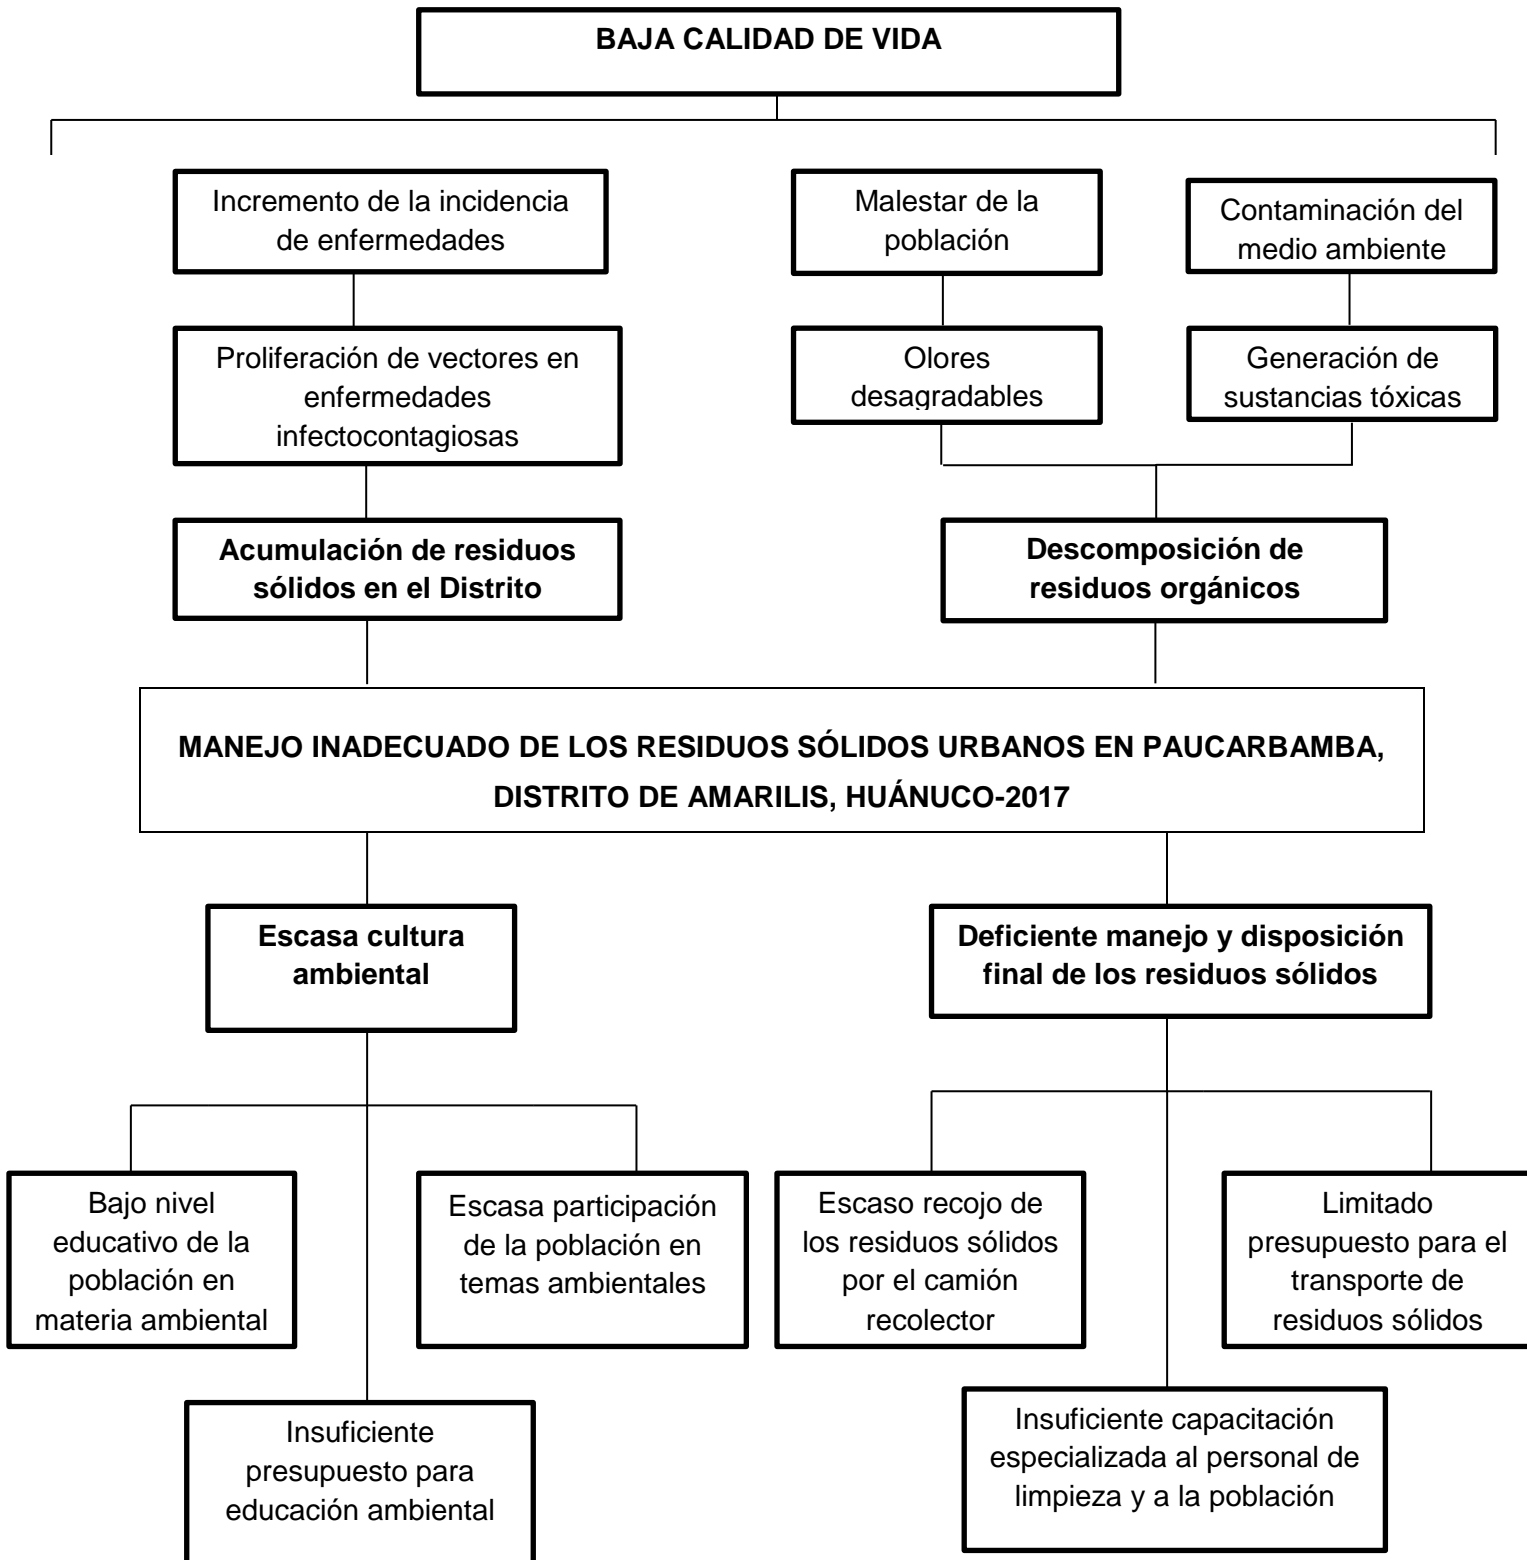 BAJA CALIDAD DE VIDA
Incremento de la incidencia
de enfermedades
Malestar de la
población
Contaminación del
medio ambiente
Proliferación de vectores en
enfermedades
infectocontagiosas
Olores
desagradables
Generación de
sustancias tóxicas
Acumulación de residuos
sólidos en el Distrito
Descomposición de
residuos orgánicos
MANEJO INADECUADO DE LOS RESIDUOS SÓLIDOS URBANOS EN PAUCARBAMBA,
DISTRITO DE AMARILIS, HUÁNUCO-2017
Escasa cultura
ambiental
Deficiente manejo y disposición
final de los residuos sólidos
Bajo nivel
educativo de la
población en
materia ambiental
Escasa participación
de la población en
temas ambientales
Escaso recojo de
los residuos sólidos
por el camión
recolector
Limitado
presupuesto para el
transporte de
residuos sólidos
Insuficiente
presupuesto para
educación ambiental
Insuficiente capacitación
especializada al personal de
limpieza y a la población